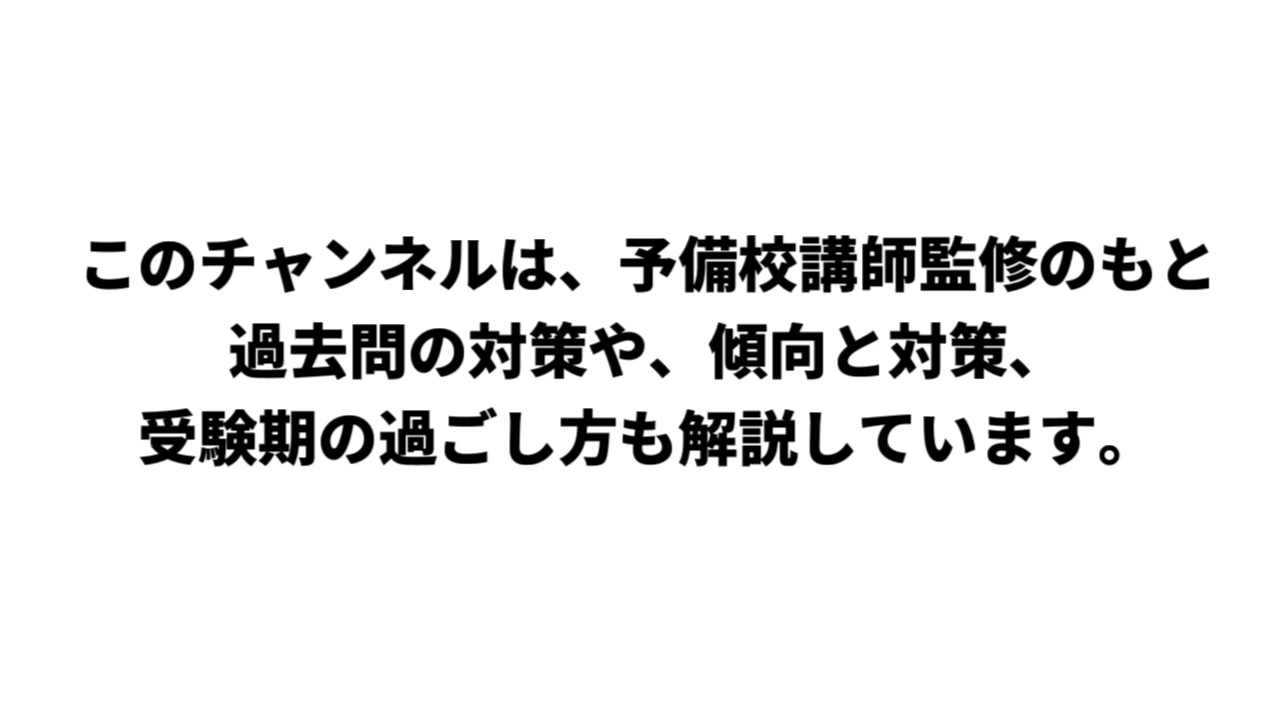 このチャンネルは、予備校講師監修のもと
過去問の対策や、傾向と対策、
受験期の過ごし方も解説しています。